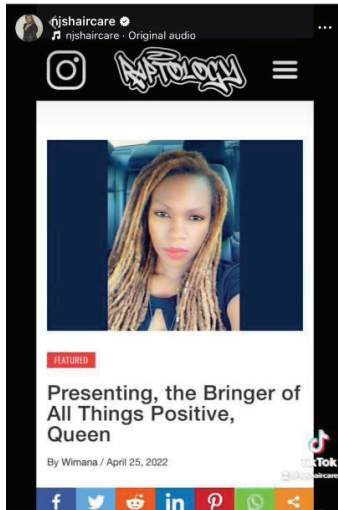 njshaircare
njshaircare · Original audio
RAPTOLOGY
FEATURED
Presenting, the Bringer of
All Things Positive,
Queen
By Wimana / April 25, 2022
TikTok